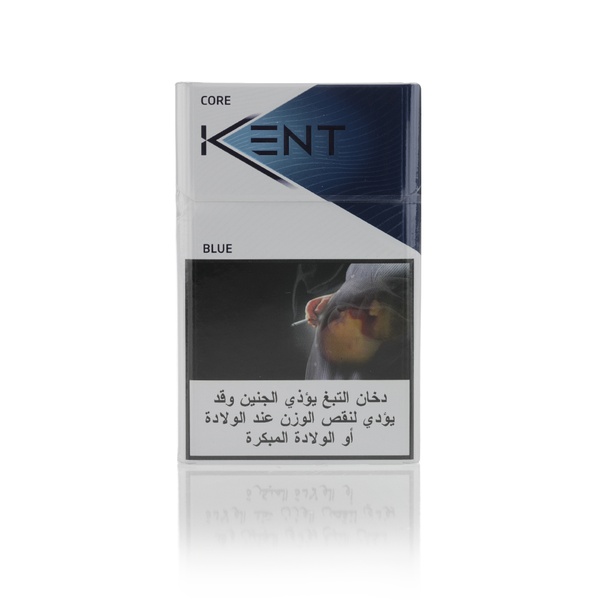 CORE
KENT
BLUE
دخان التبغ يؤذي الجنين وقد
يؤدي لنقص الوزن عند الولادة
أو الولادة المبكرة